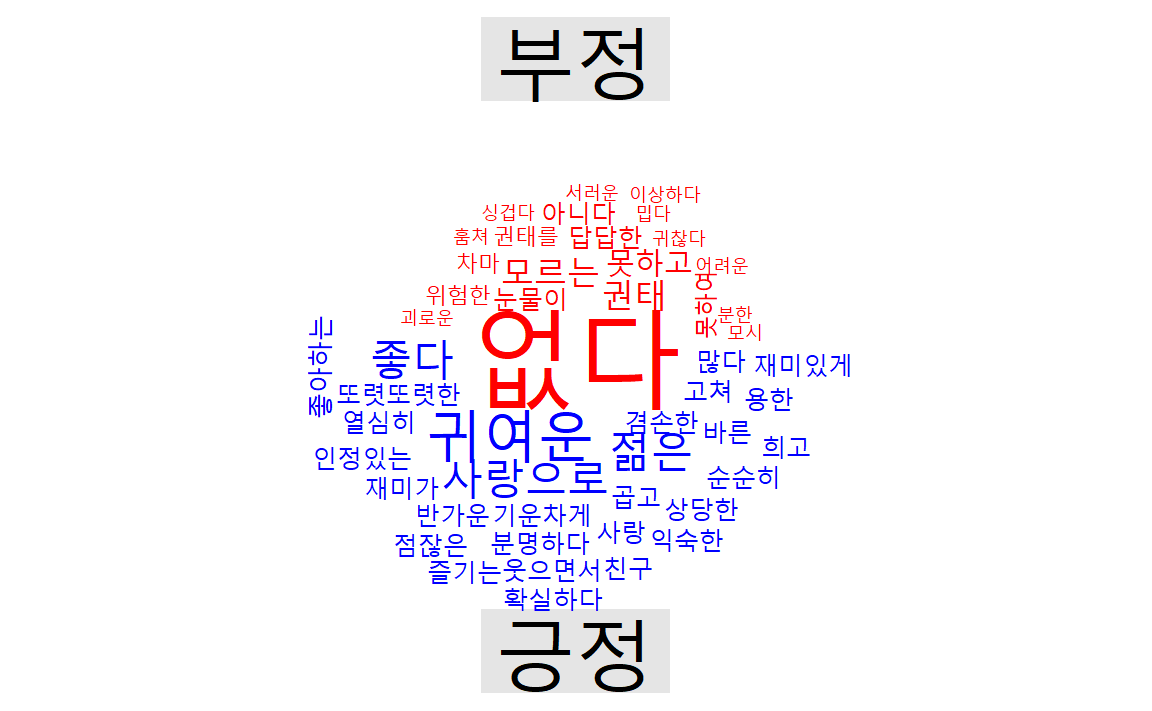 부정
서러운 이상하다
싱겁다 아니다 밉다
훔쳐 권태를 답답한 귀찮다
차마 모르는 못하고 어려운
위험한 눈물이 권태 못하여
괴로운 분한
모시
없다
좋아하는 좋다 많다 재미있게
또렷또렷한 고쳐 용한
열심히 귀여운 겸손한 바른
인정있는 젊은 희고
재미가 사랑으로 곱고 순순히
반가운 기운차게 상당한
점잖은 분명하다 사랑 익숙한
즐기는 웃으면서 친구
확실하다
긍정